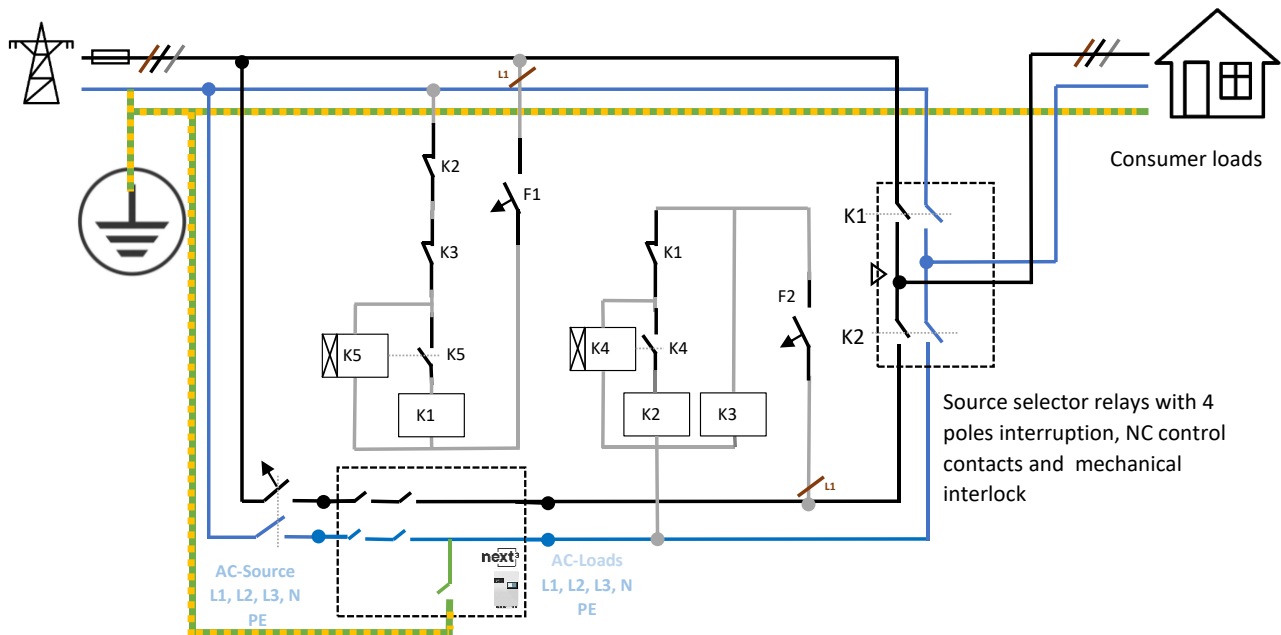 L1
K2
F1
K3
K5
K5
K1
K1
K4
K4
K2
K3
F2
L1
K1
K2
Consumer loads
Source selector relays with 4
poles interruption, NC control
contacts and mechanical
interlock
AC-Source
L1, L2, L3, N
PE
next3
AC-Loads
L1, L2, L3, N
PE